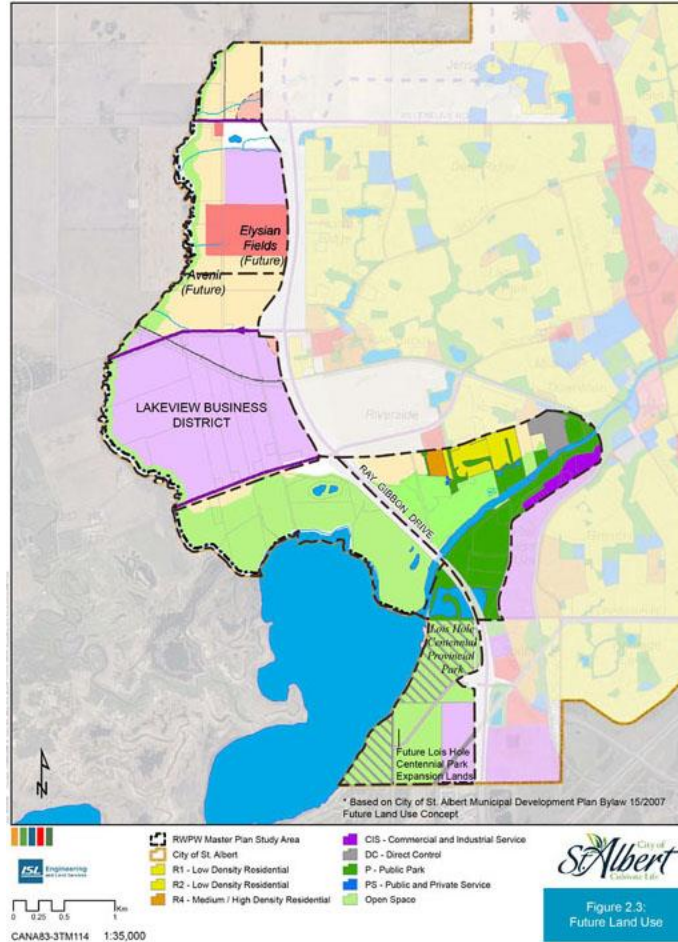 Elysian
Fields
(Future)
Avenir
(Future)
LAKEVIEW BUSINESS
DISTRICT
Riverside
RAY GIBBON DRIVE
Lois Hole
Centennial
Provincial
Park
Future Lois Hole
Centennial Park
Expansion Lands
* Based on City of St. Albert Municipal Development Plan Bylaw 15/2007
Future Land Use Concept
N
RWPW Master Plan Study Area
City of St. Albert
R1 - Low Density Residential
R2 - Low Density Residential
R4 - Medium / High Density Residential
CIS - Commercial and Industrial Service
DC - Direct Control
P - Public Park
PS - Public and Private Service
Open Space
ISL Engineering
and Land Services
0 0.25 0.5 1 Km
CANA83-3TM114 1:35,000
City of
St. Albert
Cultivate Life
Figure 2.3:
Future Land Use